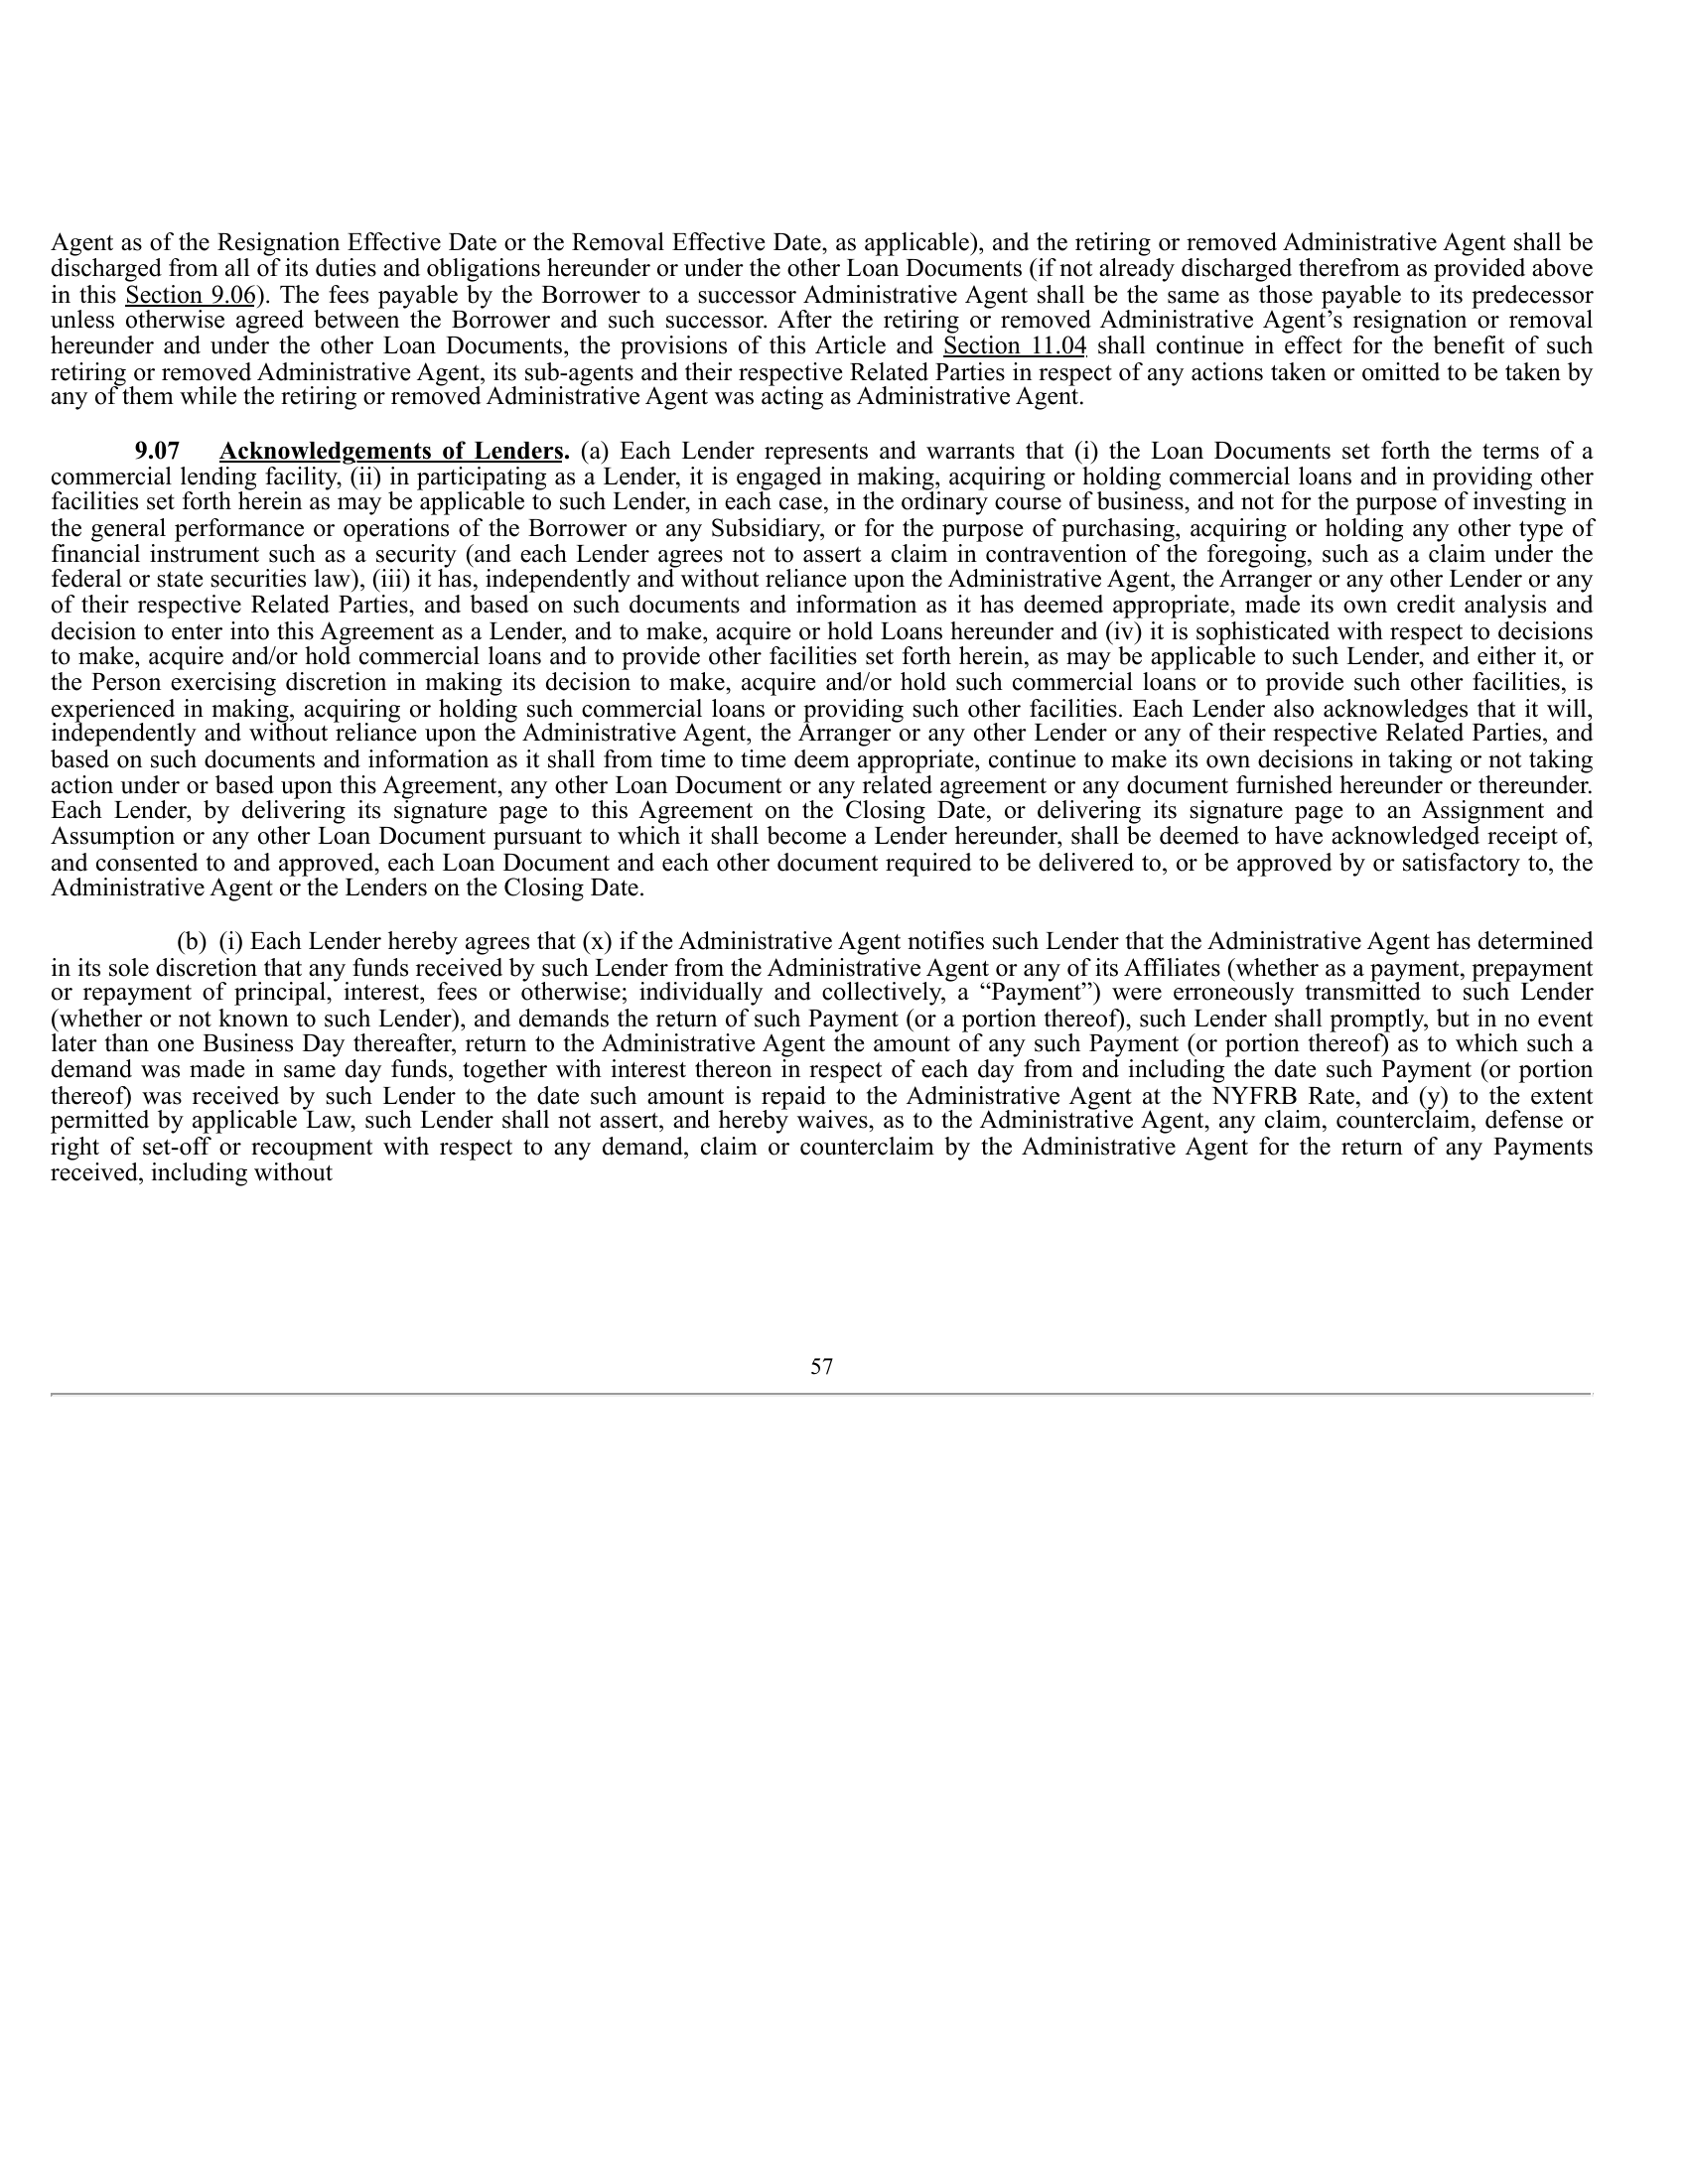 Agent as of the Resignation Effective Date or the Removal Effective Date, as applicable), and the retiring or removed Administrative Agent shall be
discharged from all of its duties and obligations hereunder or under the other Loan Documents (if not already discharged therefrom as provided above
in this Section 9.06). The fees payable by the Borrower to a successor Administrative Agent shall be the same as those payable to its predecessor
unless otherwise agreed between the Borrower and such successor. After the retiring or removed Administrative Agent’s resignation or removal
hereunder and under the other Loan Documents, the provisions of this Article and Section 11.04 shall continue in effect for the benefit of such
retiring or removed Administrative Agent, its sub-agents and their respective Related Parties in respect of any actions taken or omitted to be taken by
any of them while the retiring or removed Administrative Agent was acting as Administrative Agent.
9.07 Acknowledgements of Lenders. (a) Each Lender represents and warrants that (i) the Loan Documents set forth the terms of a
commercial lending facility, (ii) in participating as a Lender, it is engaged in making, acquiring or holding commercial loans and in providing other
facilities set forth herein as may be applicable to such Lender, in each case, in the ordinary course of business, and not for the purpose of investing in
the general performance or operations of the Borrower or any Subsidiary, or for the purpose of purchasing, acquiring or holding any other type of
financial instrument such as a security (and each Lender agrees not to assert a claim in contravention of the foregoing, such as a claim under the
federal or state securities law), (iii) it has, independently and without reliance upon the Administrative Agent, the Arranger or any other Lender or any
of their respective Related Parties, and based on such documents and information as it has deemed appropriate, made its own credit analysis and
decision to enter into this Agreement as a Lender, and to make, acquire or hold Loans hereunder and (iv) it is sophisticated with respect to decisions
to make, acquire and/or hold commercial loans and to provide other facilities set forth herein, as may be applicable to such Lender, and either it, or
the Person exercising discretion in making its decision to make, acquire and/or hold such commercial loans or to provide such other facilities, is
experienced in making, acquiring or holding such commercial loans or providing such other facilities. Each Lender also acknowledges that it will,
independently and without reliance upon the Administrative Agent, the Arranger or any other Lender or any of their respective Related Parties, and
based on such documents and information as it shall from time to time deem appropriate, continue to make its own decisions in taking or not taking
action under or based upon this Agreement, any other Loan Document or any related agreement or any document furnished hereunder or thereunder.
Each Lender, by delivering its signature page to this Agreement on the Closing Date, or delivering its signature page to an Assignment and
Assumption or any other Loan Document pursuant to which it shall become a Lender hereunder, shall be deemed to have acknowledged receipt of,
and consented to and approved, each Loan Document and each other document required to be delivered to, or be approved by or satisfactory to, the
Administrative Agent or the Lenders on the Closing Date.
(b) (i) Each Lender hereby agrees that (x) if the Administrative Agent notifies such Lender that the Administrative Agent has determined
in its sole discretion that any funds received by such Lender from the Administrative Agent or any of its Affiliates (whether as a payment, prepayment
or repayment of principal, interest, fees or otherwise; individually and collectively, a “Payment”) were erroneously transmitted to such Lender
(whether or not known to such Lender), and demands the return of such Payment (or a portion thereof), such Lender shall promptly, but in no event
later than one Business Day thereafter, return to the Administrative Agent the amount of any such Payment (or portion thereof) as to which such a
demand was made in same day funds, together with interest thereon in respect of each day from and including the date such Payment (or portion
thereof) was received by such Lender to the date such amount is repaid to the Administrative Agent at the NYFRB Rate, and (y) to the extent
permitted by applicable Law, such Lender shall not assert, and hereby waives, as to the Administrative Agent, any claim, counterclaim, defense or
right of set-off or recoupment with respect to any demand, claim or counterclaim by the Administrative Agent for the return of any Payments
received, including without
57